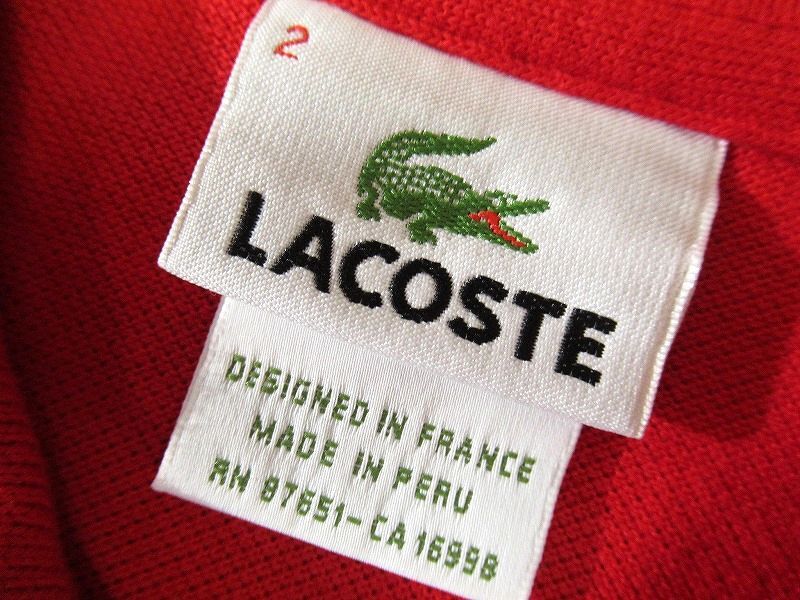 2
LACOSTE
DESIGNED IN FRANCE
MADE IN PERU
RN 87651-CA 16998